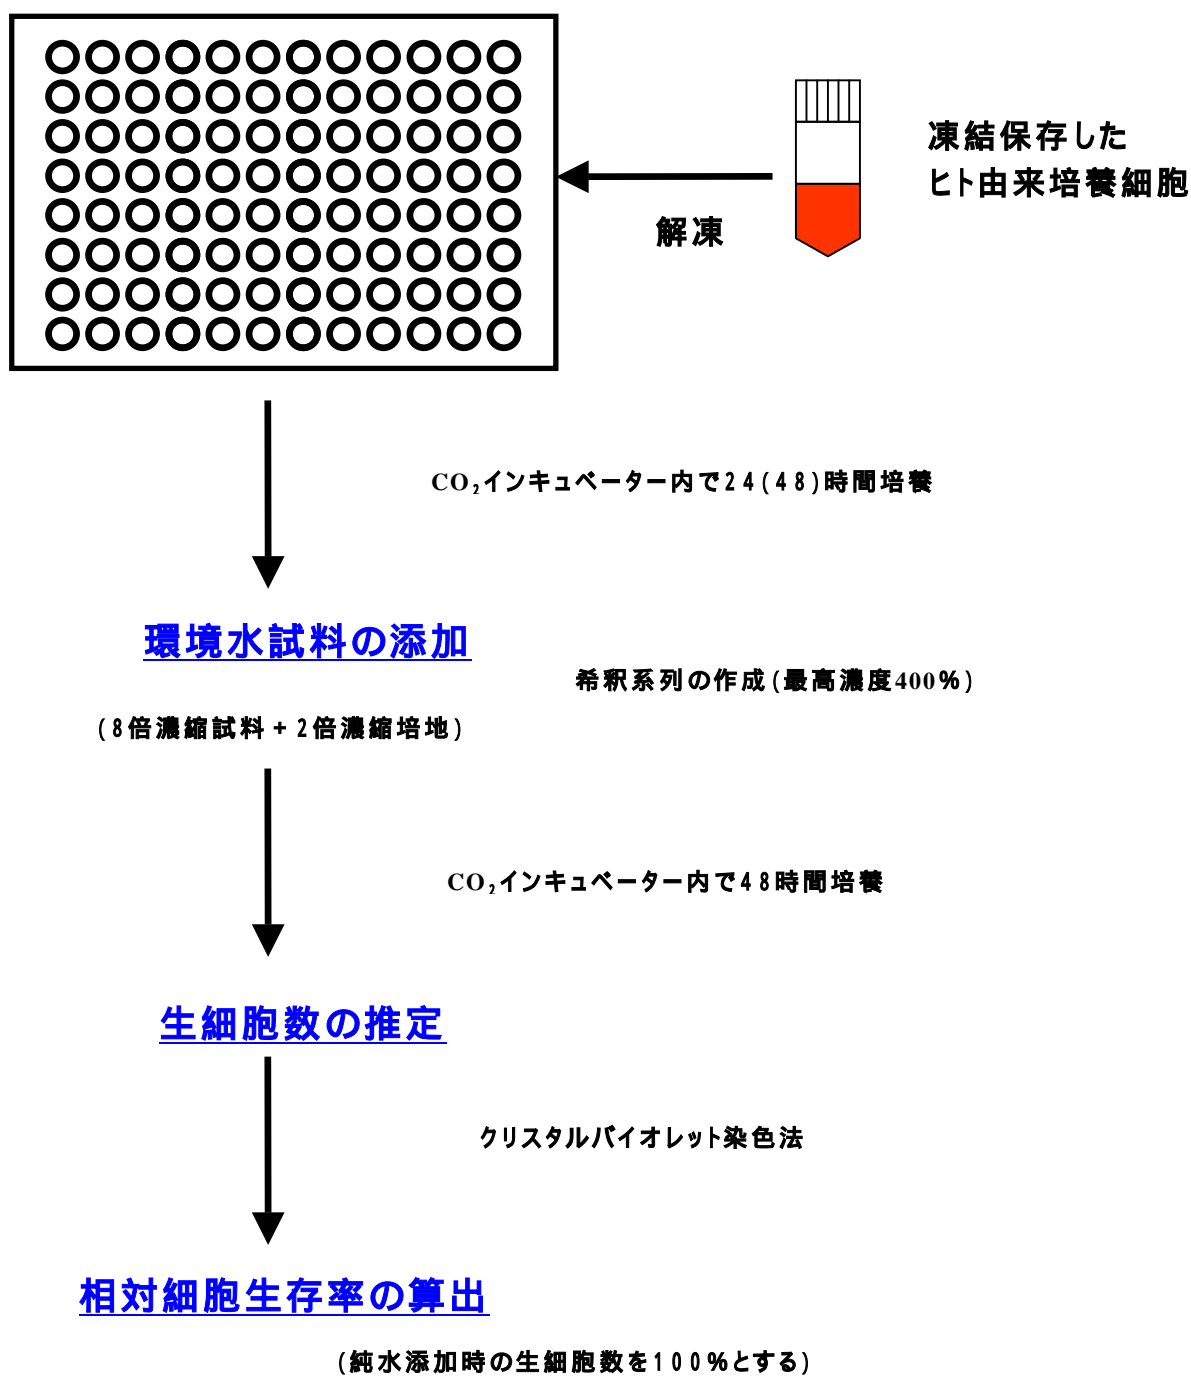 凍結保存した
ヒト由来培養細胞
解凍
CO₂インキュベーター内で24(48)時間培養
環境水試料の添加
希釈系列の作成(最高濃度400%)
(8倍濃縮試料+2倍濃縮培地)
CO₂インキュベーター内で48時間培養
生細胞数の推定
クリスタルバイオレット染色法
相対細胞生存率の算出
(純水添加時の生細胞数を100%とする)